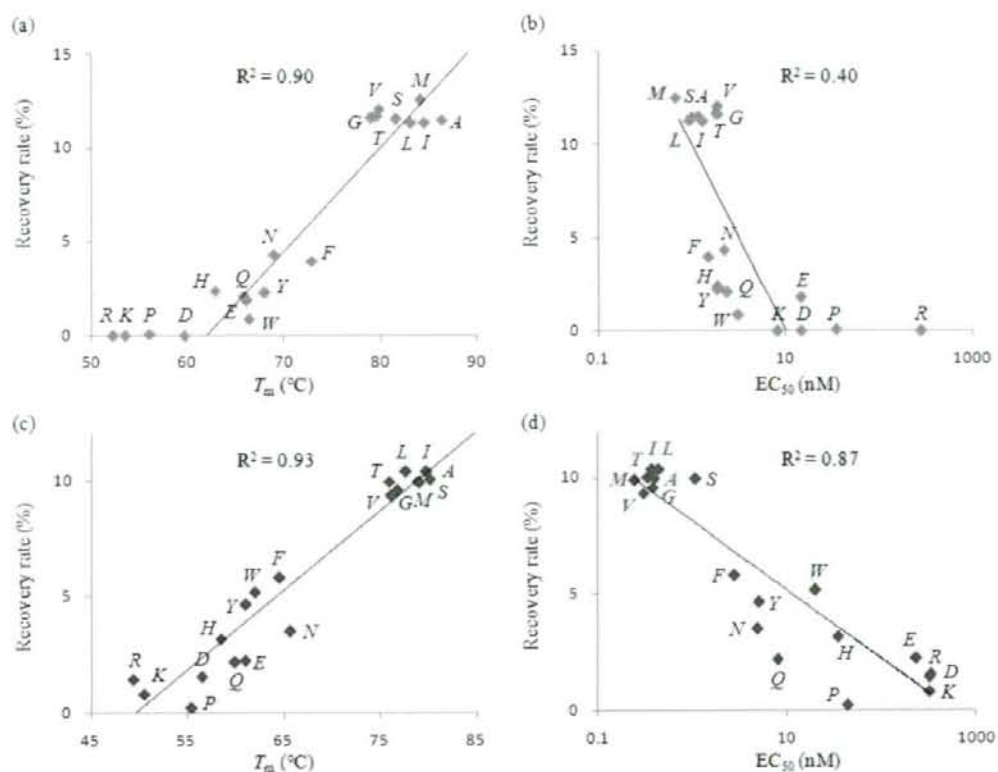 (a)
R² = 0.90
Recovery rate (%)
15
10
5
0
M
V
S
G
T
L
I
A
N
F
H
Q
Y
E
W
R
K
P
D
50
60
70
80
90
Tm (°C)
(b)
R² = 0.40
Recovery rate (%)
15
10
5
0
M
SA
V
G
L
I
T
N
F
H
E
Y
Q
W
K
D
P
R
0.1
10
1000
EC50 (nM)
(c)
R² = 0.93
Recovery rate (%)
10
5
0
L
I
T
A
S
V
G
M
F
W
Y
N
H
R
K
D
Q
E
P
45
55
65
75
85
Tm (°C)
(d)
R² = 0.87
Recovery rate (%)
10
5
0
I
L
T
M
A
S
V
G
F
W
Y
N
H
Q
E
R
D
P
K
0.1
10
1000
EC50 (nM)